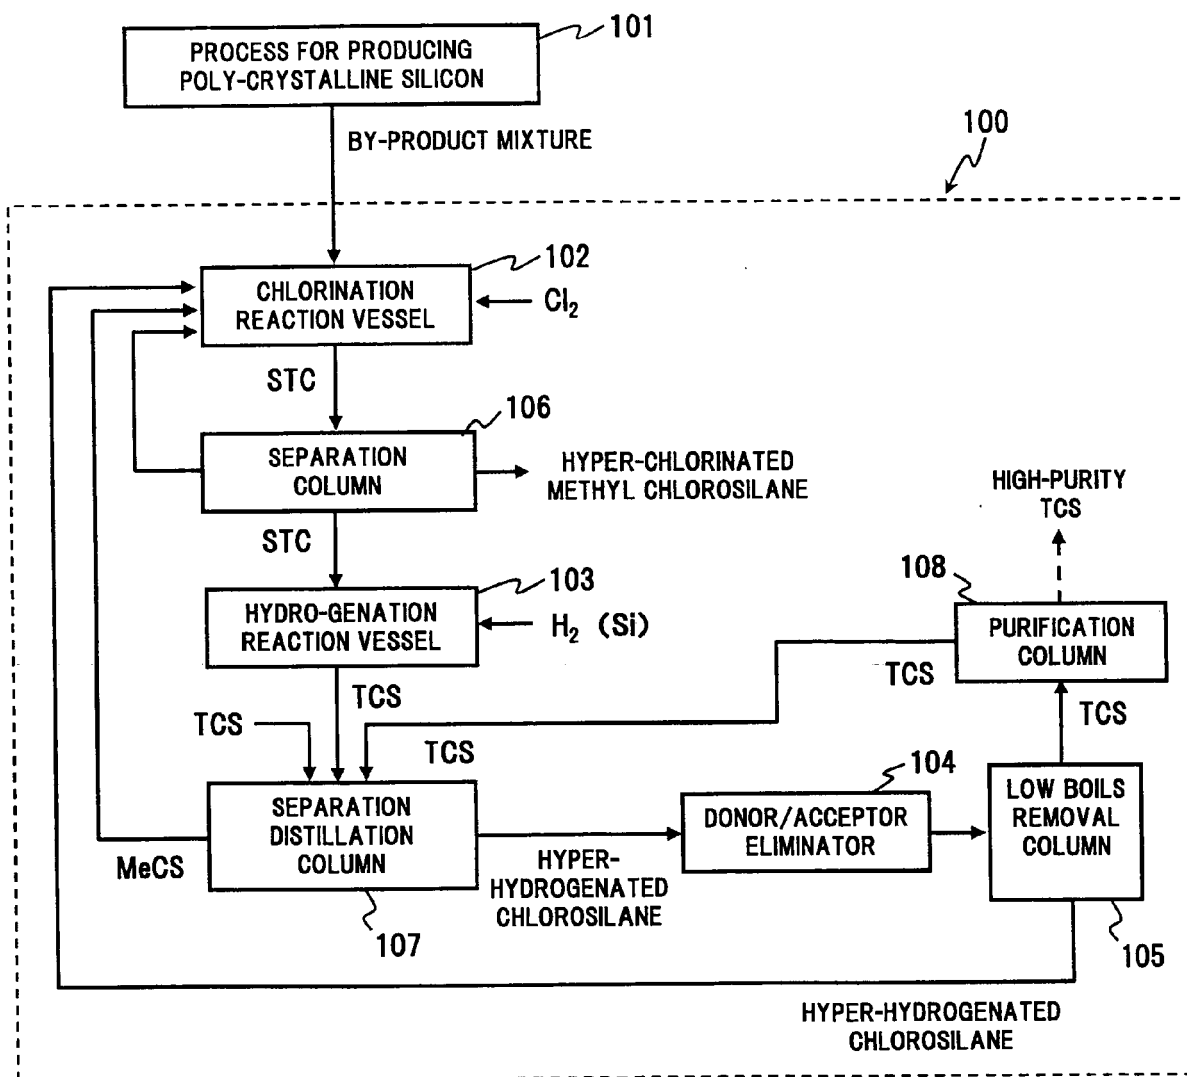 101
PROCESS FOR PRODUCING
POLY-CRYSTALLINE SILICON
BY-PRODUCT MIXTURE
100
102
CHLORINATION
REACTION VESSEL
Cl₂
STC
106
SEPARATION
COLUMN
HYPER-CHLORINATED
METHYL CHLOROSILANE
HIGH-PURITY
TCS
STC
103
HYDRO-GENATION
REACTION VESSEL
H₂ (Si)
108
PURIFICATION
COLUMN
TCS
TCS
TCS
TCS
TCS
104
SEPARATION
DISTILLATION
COLUMN
DONOR/ACCEPTOR
ELIMINATOR
LOW BOILS
REMOVAL
COLUMN
MeCS
HYPER-
HYDROGENATED
CHLOROSILANE
107
105
HYPER-HYDROGENATED
CHLOROSILANE